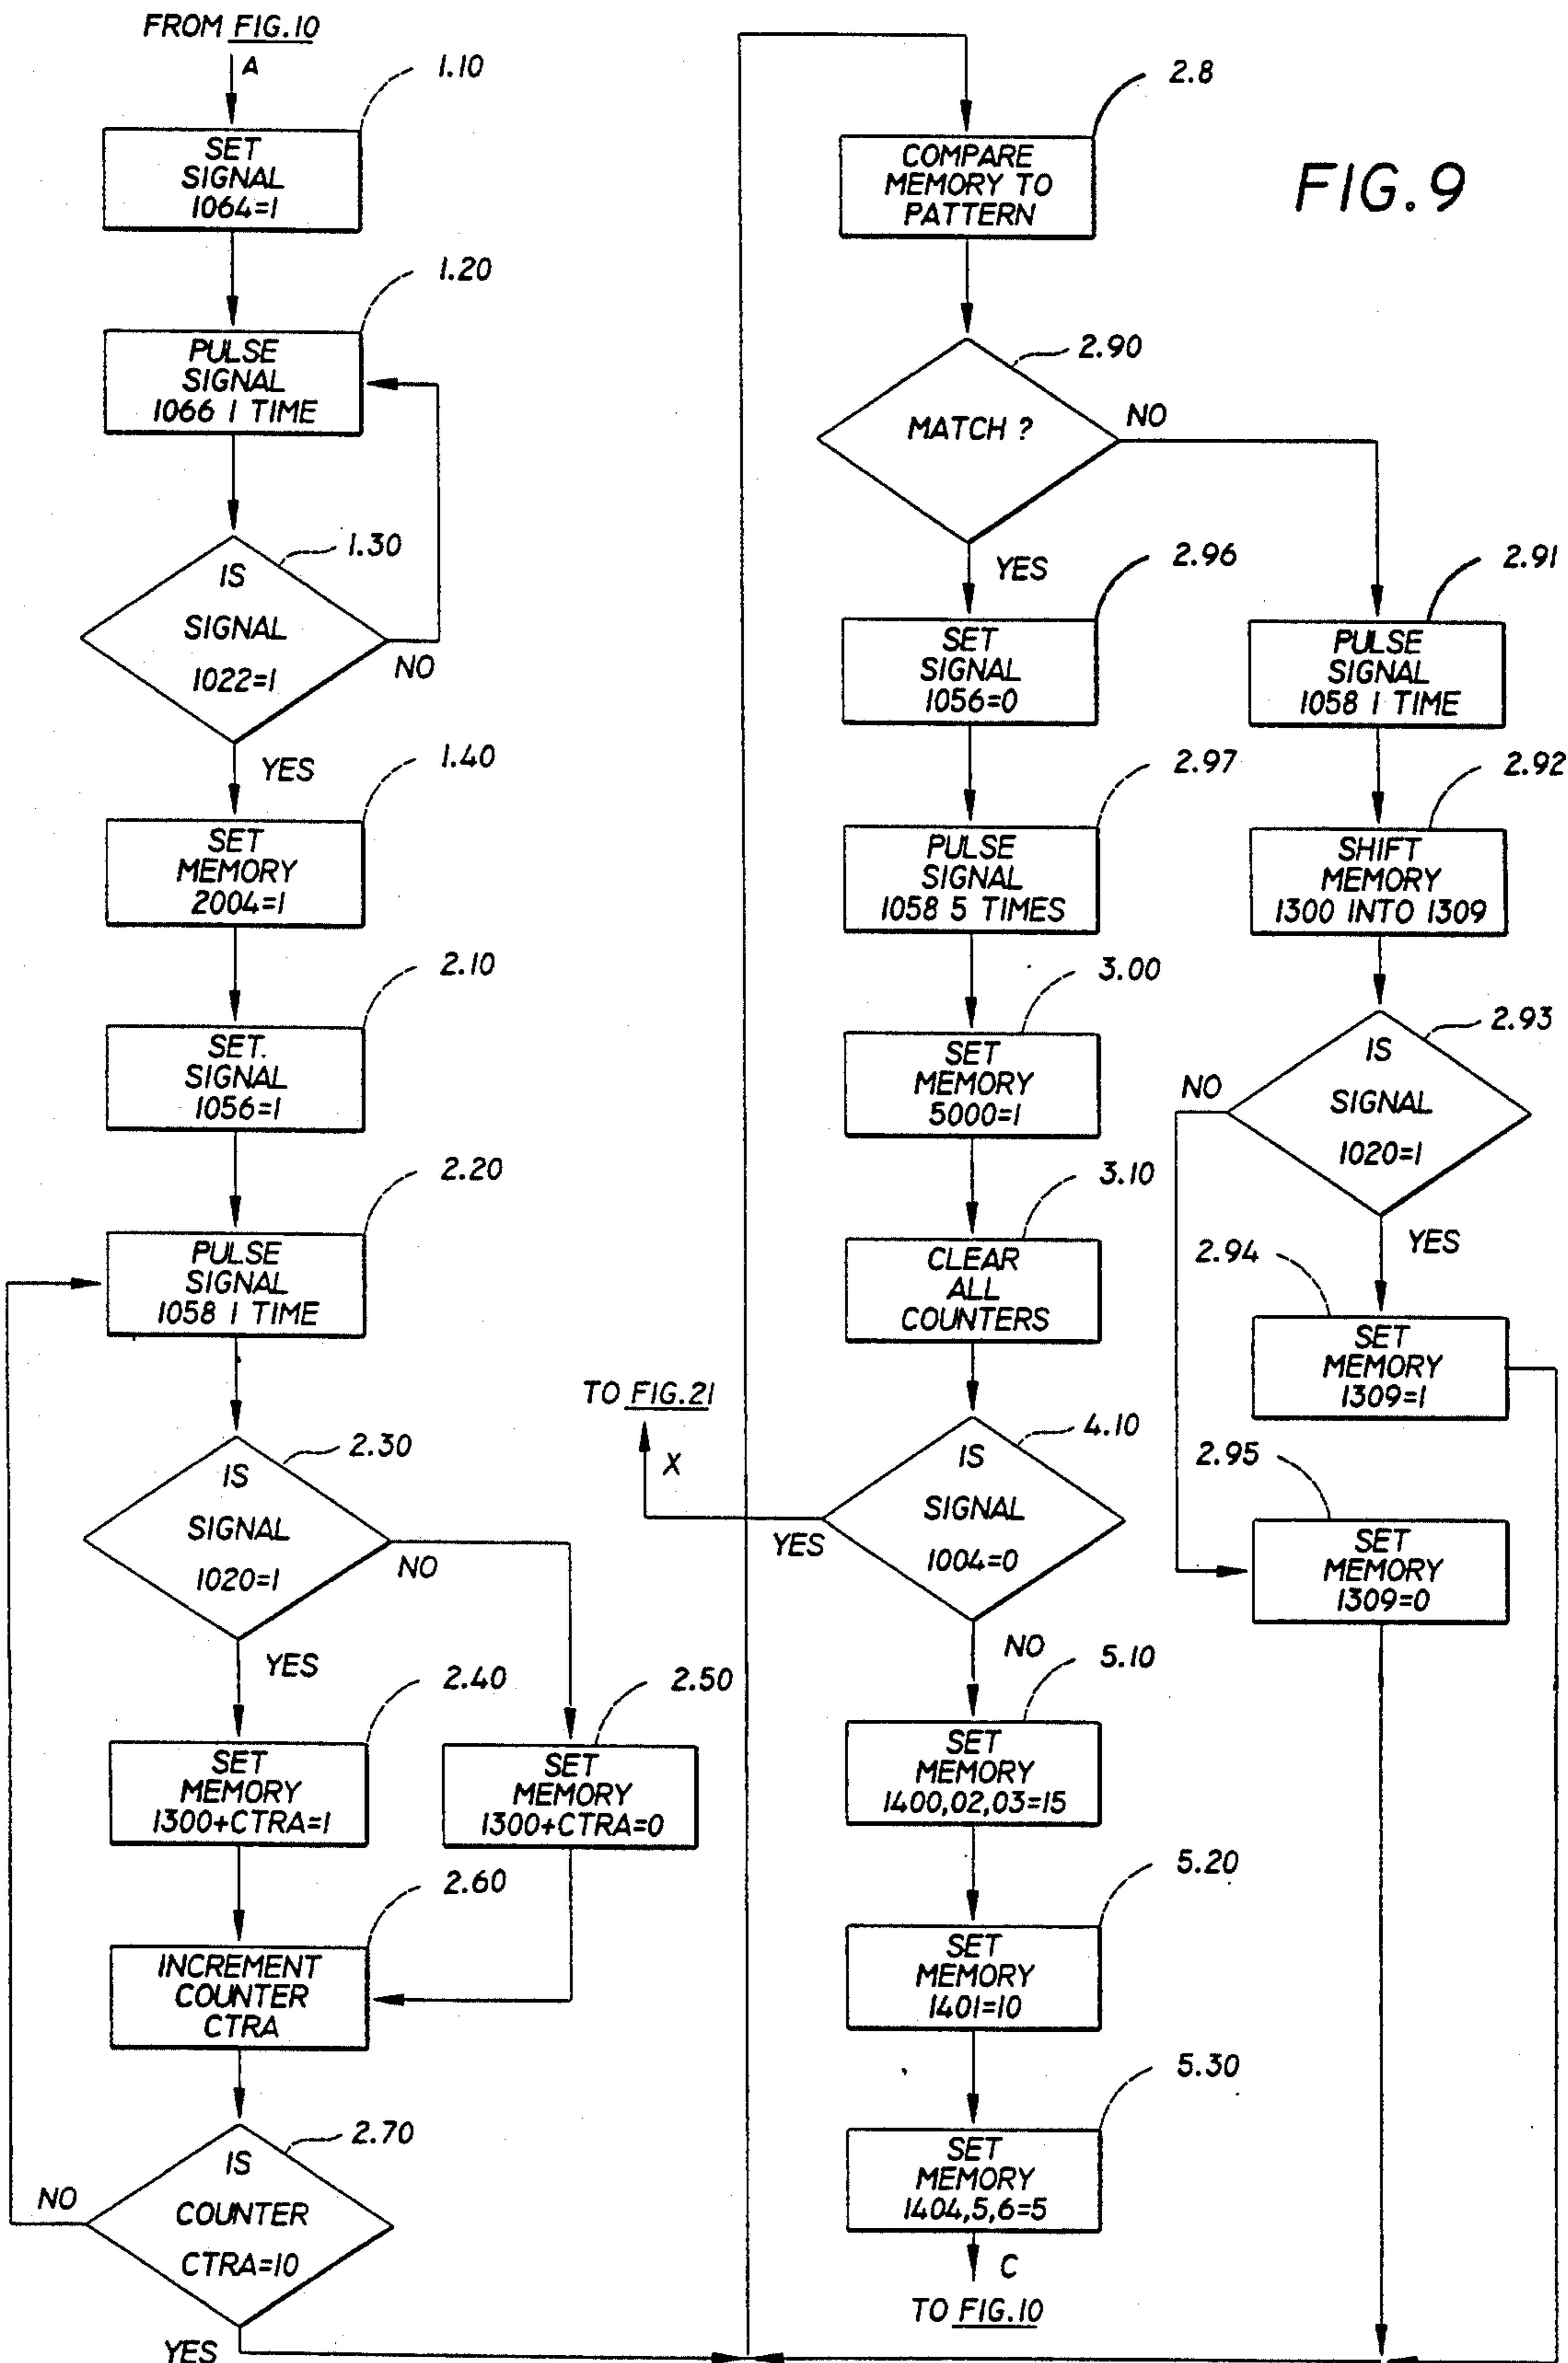 FROM FIG.10
A
1.10
SET
SIGNAL
1064=1
1.20
PULSE
SIGNAL
1066 1 TIME
1.30
IS
SIGNAL
1022=1
NO
YES
1.40
SET
MEMORY
2004=1
2.10
SET.
SIGNAL
1056=1
2.20
PULSE
SIGNAL
1058 1 TIME
2.30
IS
SIGNAL
1020=1
NO
YES
2.40
SET
MEMORY
1300+CTRA=1
2.50
SET
MEMORY
1300+CTRA=0
2.60
INCREMENT
COUNTER
CTRA
2.70
IS
COUNTER
CTRA=10
NO
YES
FIG.9
2.8
COMPARE
MEMORY TO
PATTERN
2.90
MATCH ?
NO
YES
2.96
SET
SIGNAL
1056=0
2.97
PULSE
SIGNAL
1058 5 TIMES
3.00
SET
MEMORY
5000=1
3.10
CLEAR
ALL
COUNTERS
4.10
IS
SIGNAL
1004=0
YES
X
TO FIG.21
NO
5.10
SET
MEMORY
1400,02,03=15
5.20
SET
MEMORY
1401=10
5.30
SET
MEMORY
1404,5,6=5
C
TO FIG.10
2.91
PULSE
SIGNAL
1058 1 TIME
2.92
SHIFT
MEMORY
1300 INTO 1309
2.93
IS
SIGNAL
1020=1
NO
YES
2.94
SET
MEMORY
1309=1
2.95
SET
MEMORY
1309=0